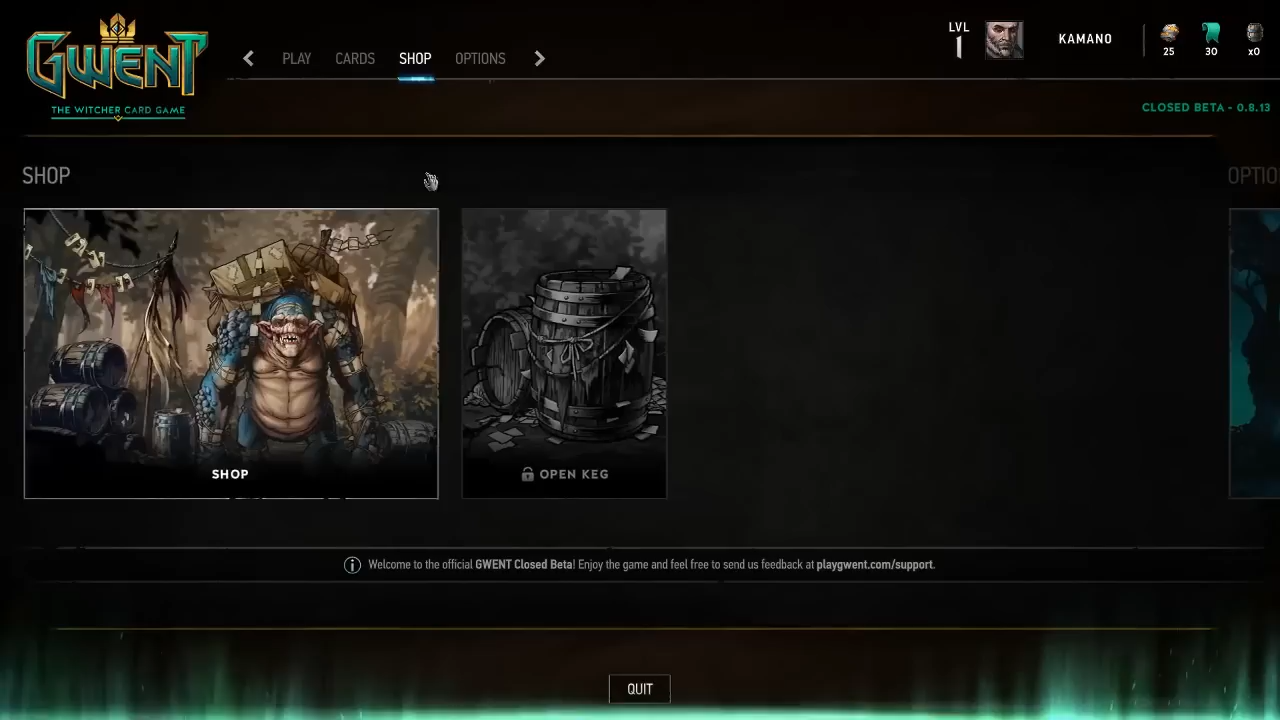 GWENT
THE WITCHER CARD GAME
PLAY CARDS SHOP OPTIONS
LVL
1
KAMANO
25 30 x0
CLOSED BETA - 0.8.13
SHOP
OPTIO
SHOP
OPEN KEG
Welcome to the official GWENT Closed Beta! Enjoy the game and feel free to send us feedback at playgwent.com/support.
QUIT